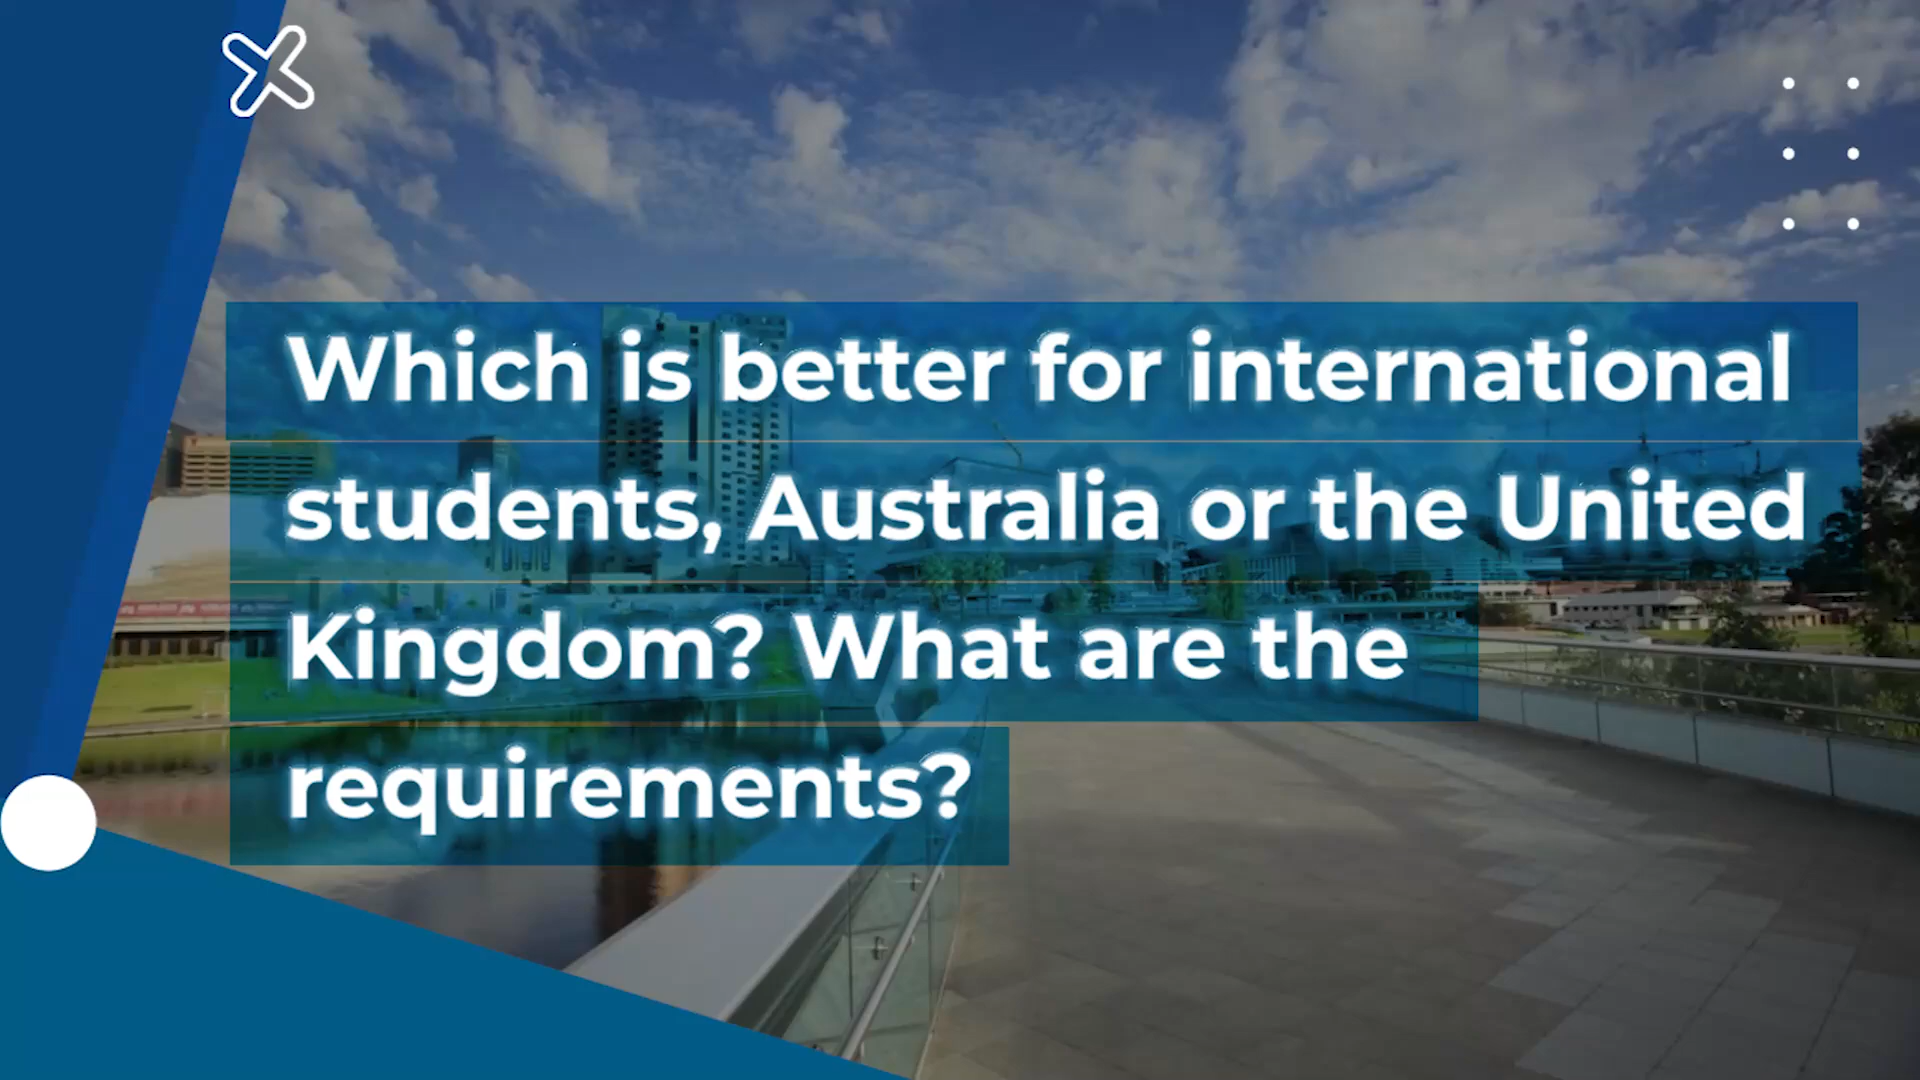 Which is better for international
students, Australia or the United
Kingdom? What are the
requirements?